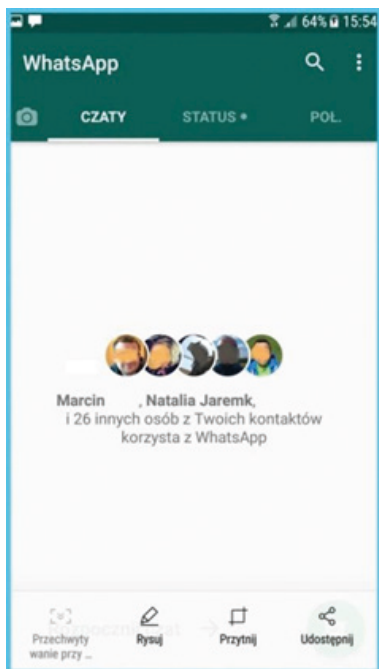 64% 15:54
WhatsApp
CZATY STATUS POŁ.
Marcin , Natalia Jaremk,
i 26 innych osób z Twoich kontaktów
korzysta z WhatsApp
Przechwyty
wanie przy ...
Rysuj
Przytnij
Udostępnij